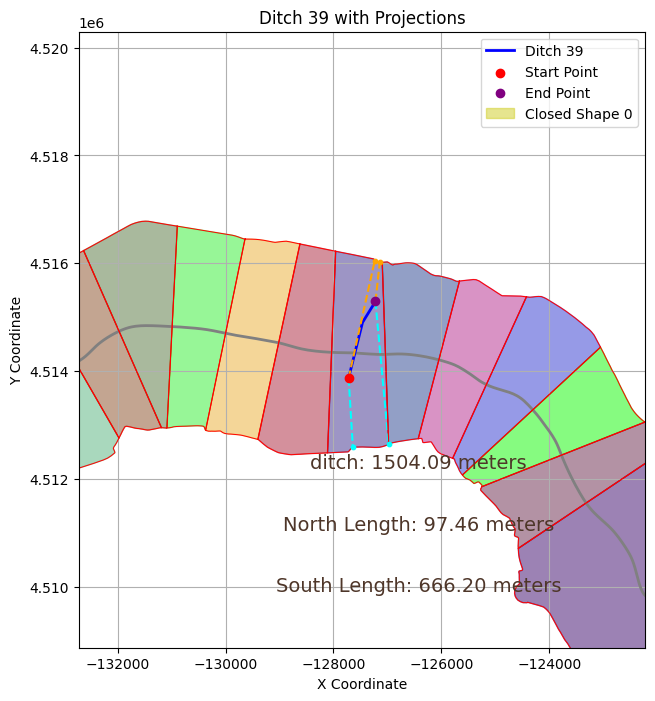 Ditch 39 with Projections
1e6
Ditch 39
Start Point
End Point
Closed Shape 0
4.520
4.518
4.516
4.514
4.512
4.510
Y Coordinate
ditch: 1504.09 meters
North Length: 97.46 meters
South Length: 666.20 meters
−132000 −130000 −128000 −126000 −124000
X Coordinate